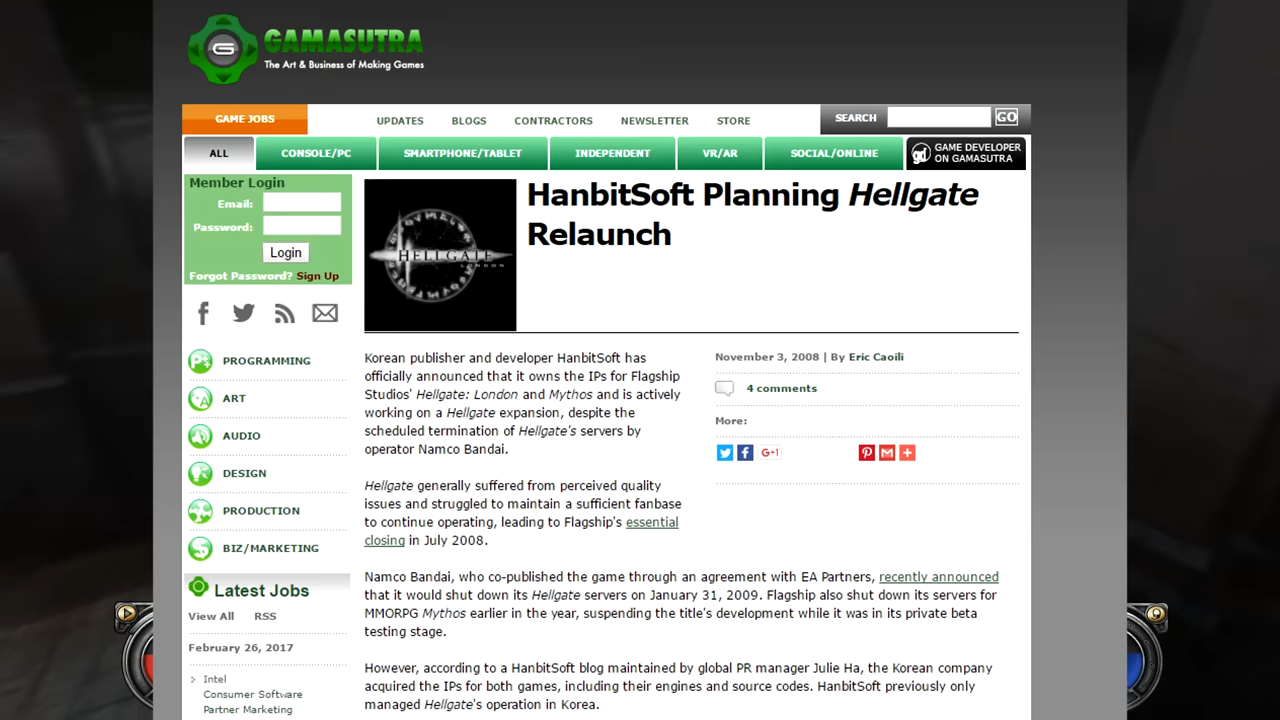 GAMASUTRA
The Art & Business of Making Games
GAME JOBS
UPDATES
BLOGS
CONTRACTORS
NEWSLETTER
STORE
SEARCH
GO
ALL
CONSOLE/PC
SMARTPHONE/TABLET
INDEPENDENT
VR/AR
SOCIAL/ONLINE
gd GAME DEVELOPER
ON GAMASUTRA
Member Login
Email:
Password:
Login
Forgot Password? Sign Up
PROGRAMMING
ART
AUDIO
DESIGN
PRODUCTION
BIZ/MARKETING
Latest Jobs
View All RSS
February 26, 2017
Intel
Consumer Software
Partner Marketing
HELLGATE
LONDON
HanbitSoft Planning Hellgate
Relaunch
Korean publisher and developer HanbitSoft has
officially announced that it owns the IPs for Flagship
Studios' Hellgate: London and Mythos and is actively
working on a Hellgate expansion, despite the
scheduled termination of Hellgate's servers by
operator Namco Bandai.
Hellgate generally suffered from perceived quality
issues and struggled to maintain a sufficient fanbase
to continue operating, leading to Flagship's essential
closing in July 2008.
November 3, 2008 | By Eric Caoili
4 comments
More:
G+1
Namco Bandai, who co-published the game through an agreement with EA Partners, recently announced
that it would shut down its Hellgate servers on January 31, 2009. Flagship also shut down its servers for
MMORPG Mythos earlier in the year, suspending the title's development while it was in its private beta
testing stage.
However, according to a HanbitSoft blog maintained by global PR manager Julie Ha, the Korean company
acquired the IPs for both games, including their engines and source codes. HanbitSoft previously only
managed Hellgate's operation in Korea.